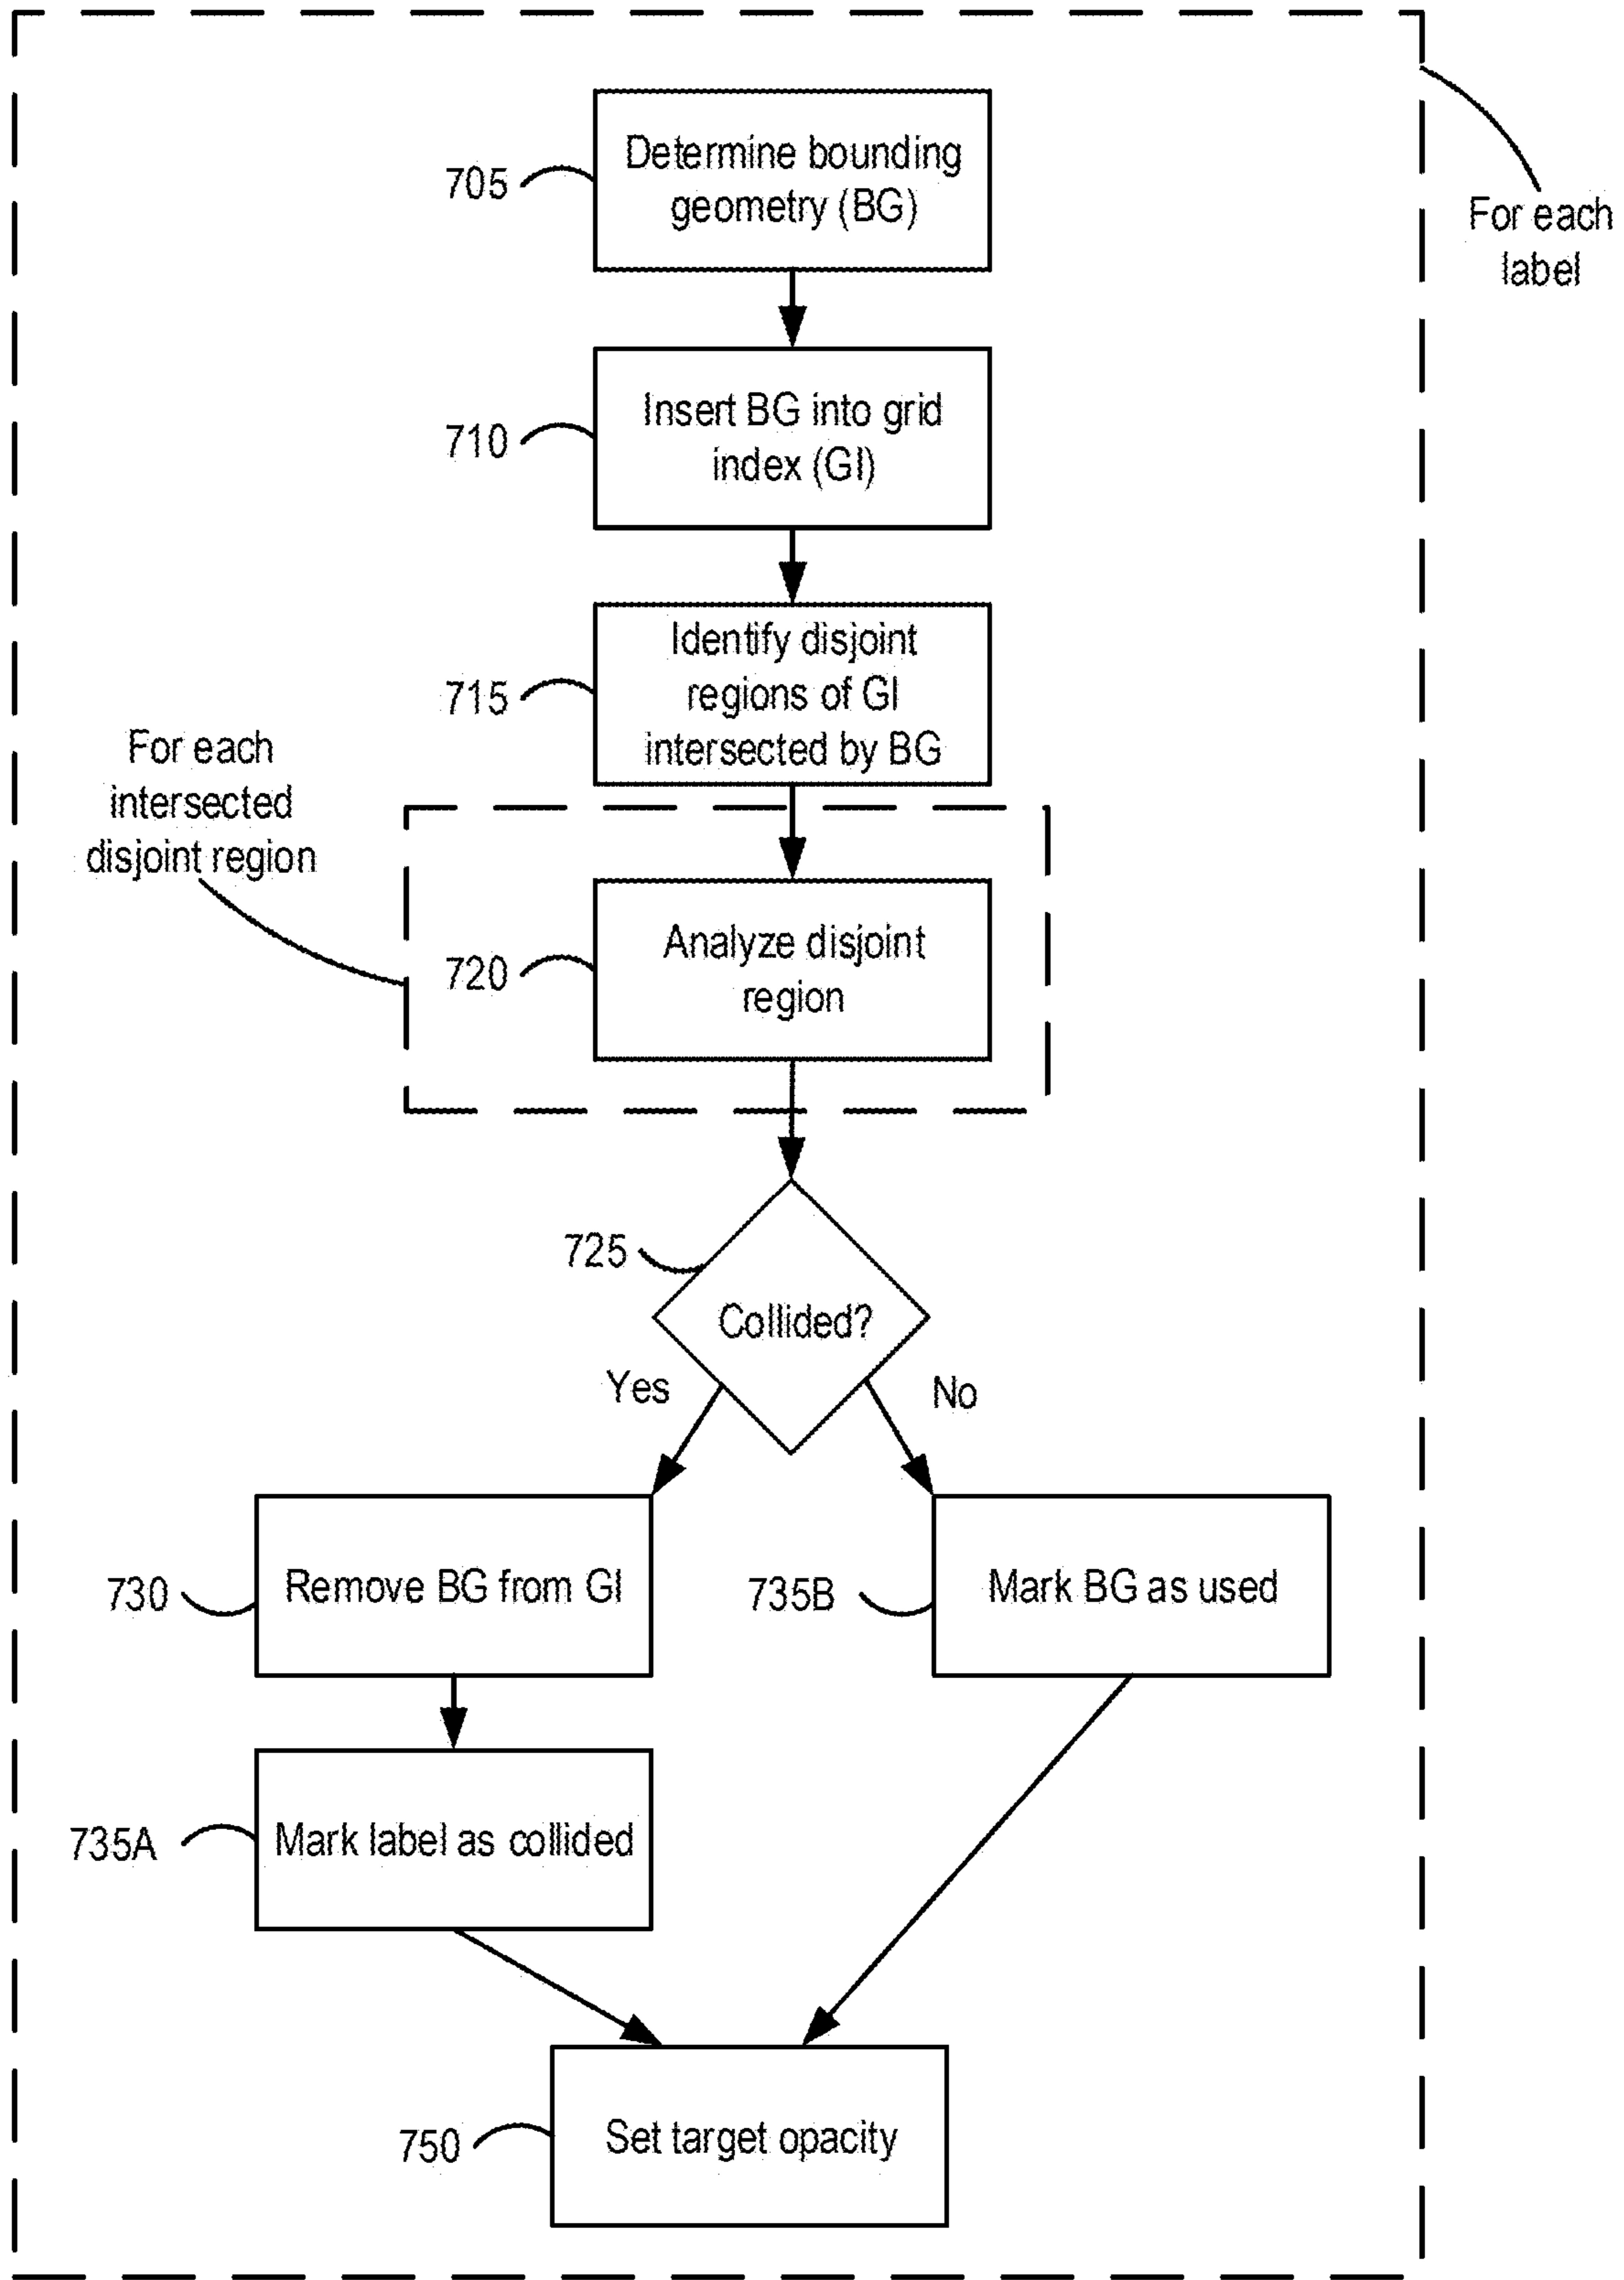 For each
label
705
Determine bounding
geometry (BG)
710
Insert BG into grid
index (GI)
715
Identify disjoint
regions of GI
intersected by BG
For each
intersected
disjoint region
720
Analyze disjoint
region
725
Collided?
Yes
No
730
Remove BG from GI
735B
Mark BG as used
735A
Mark label as collided
750
Set target opacity